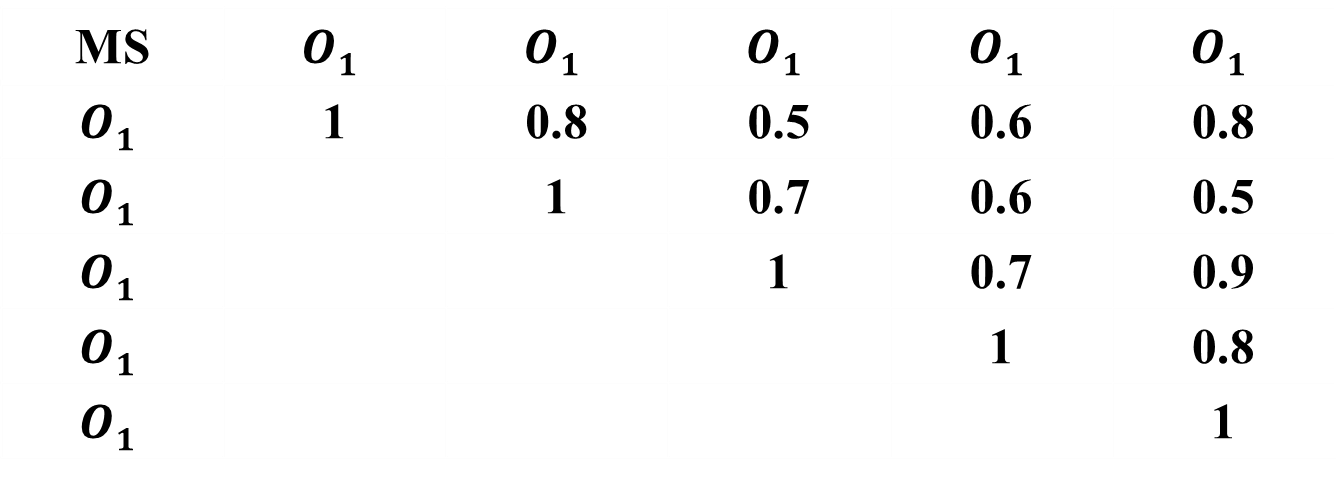 MS O₁ O₁ O₁ O₁ O₁
O₁ 1 0.8 0.5 0.6 0.8
O₁ 1 0.7 0.6 0.5
O₁ 1 0.7 0.9
O₁ 1 0.8
O₁ 1